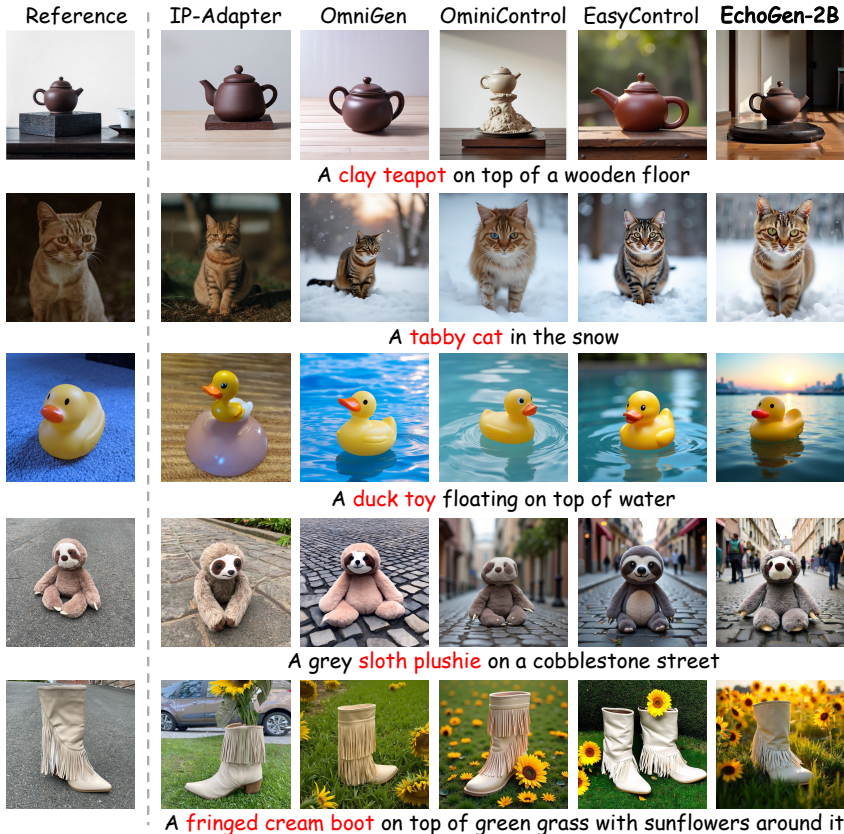 Reference IP-Adapter OmniGen OminiControl EasyControl EchoGen-2B
A clay teapot on top of a wooden floor
A tabby cat in the snow
A duck toy floating on top of water
A grey sloth plushie on a cobblestone street
A fringed cream boot on top of green grass with sunflowers around it